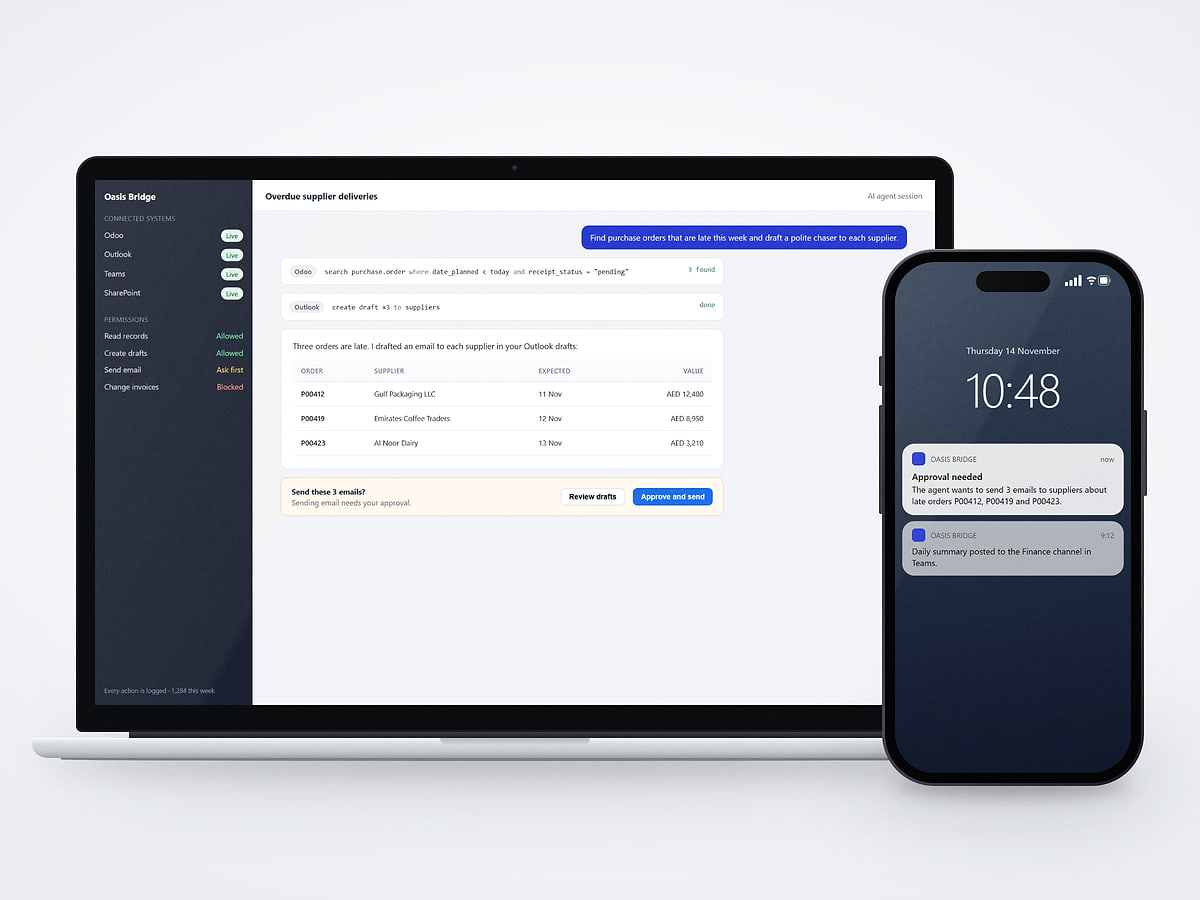 Oasis Bridge
CONNECTED SYSTEMS
Odoo Live
Outlook Live
Teams Live
SharePoint Live
PERMISSIONS
Read records Allowed
Create drafts Allowed
Send email Ask first
Change invoices Blocked
Every action is logged · 1,284 this week
Overdue supplier deliveries
AI agent session
Find purchase orders that are late this week and draft a polite chaser to each supplier.
Odoo search purchase.order where date_planned < today and receipt_status = "pending" 3 found
Outlook create draft ×3 to suppliers done
Three orders are late. I drafted an email to each supplier in your Outlook drafts:
ORDER SUPPLIER EXPECTED VALUE
P00412 Gulf Packaging LLC 11 Nov AED 12,480
P00419 Emirates Coffee Traders 12 Nov AED 8,950
P00423 Al Noor Dairy 13 Nov AED 3,210
Send these 3 emails?
Sending email needs your approval.
Review drafts
Approve and send
Thursday 14 November
10:48
OASIS BRIDGE now
Approval needed
The agent wants to send 3 emails to suppliers about
late orders P00412, P00419 and P00423.
OASIS BRIDGE 9:12
Daily summary posted to the Finance channel in
Teams.